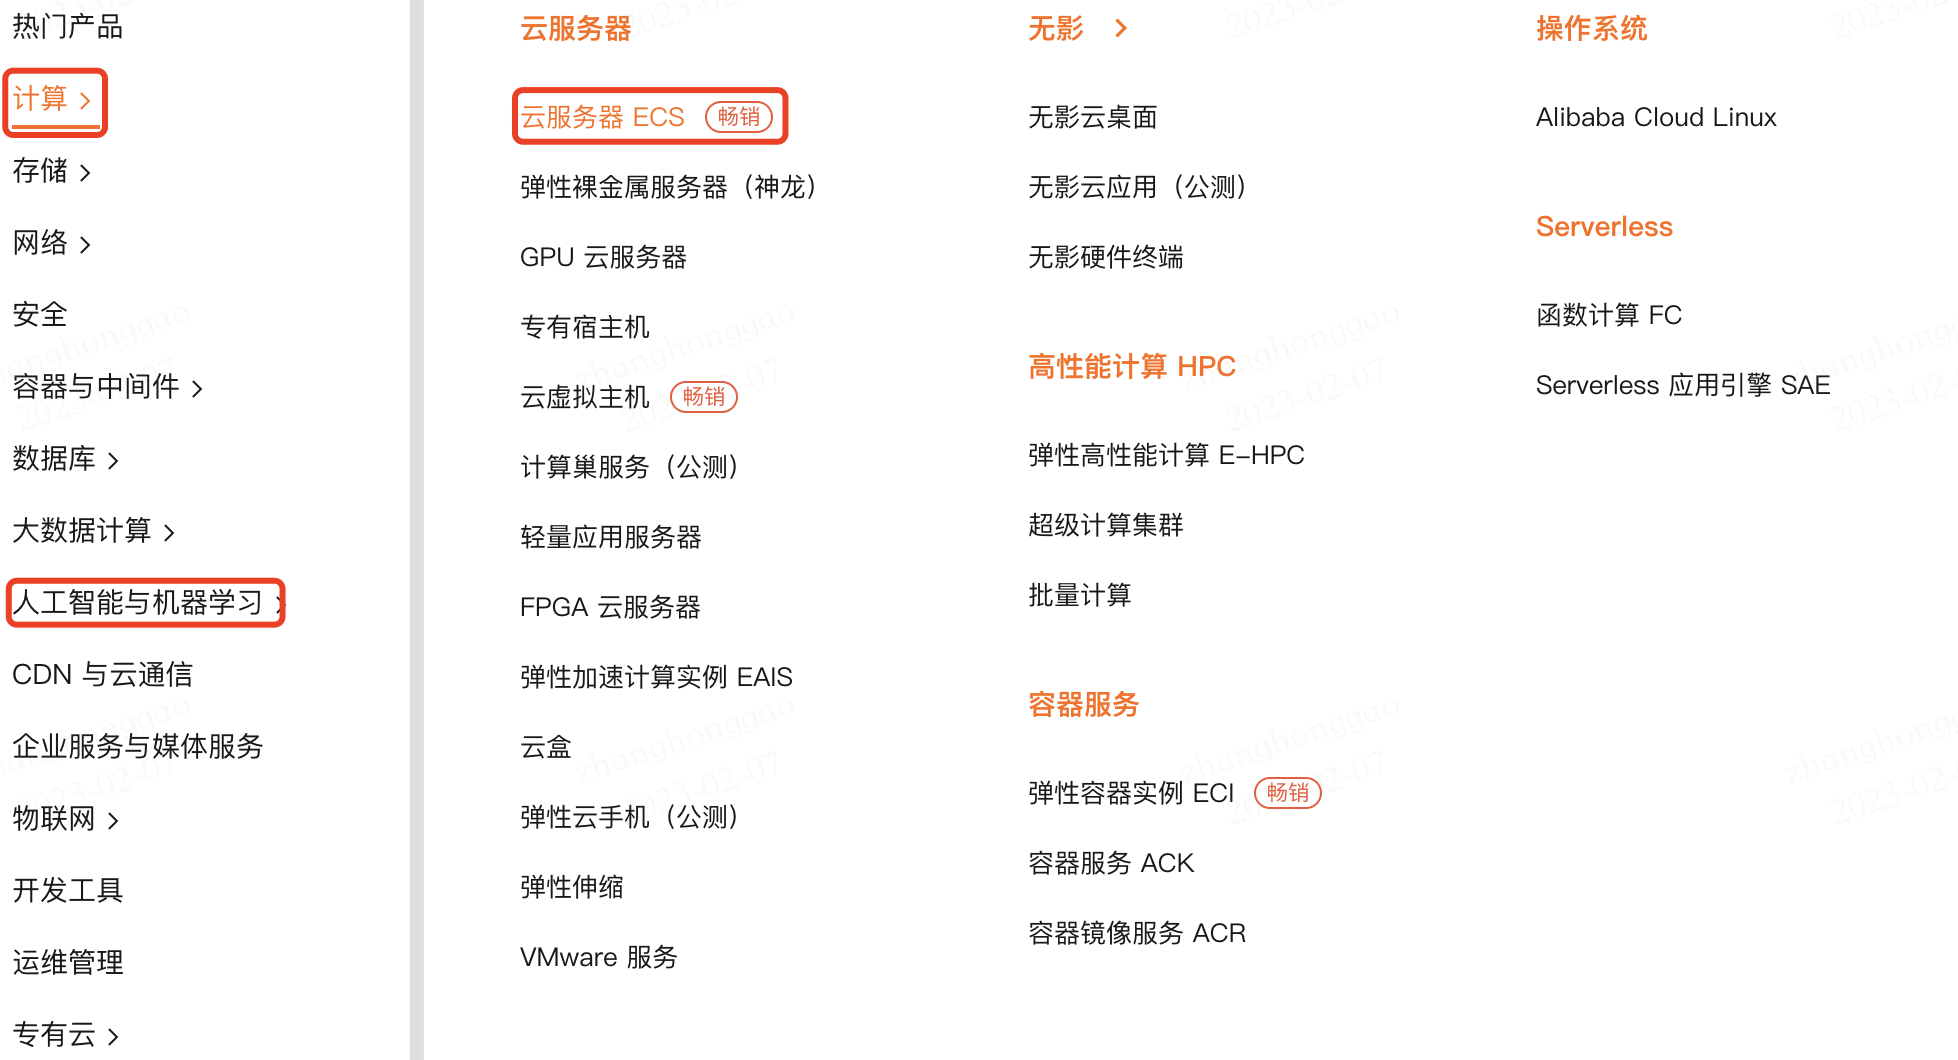 热门产品
计算
存储
网络
安全
容器与中间件
数据库
大数据计算
人工智能与机器学习
CDN 与云通信
企业服务与媒体服务
物联网
开发工具
运维管理
专有云
云服务器
云服务器 ECS 畅销
弹性裸金属服务器（神龙）
GPU 云服务器
专有宿主机
云虚拟主机 畅销
计算巢服务（公测）
轻量应用服务器
FPGA 云服务器
弹性加速计算实例 EAIS
云盒
弹性云手机（公测）
弹性伸缩
VMware 服务
无影
无影云桌面
无影云应用（公测）
无影硬件终端
高性能计算 HPC
弹性高性能计算 E-HPC
超级计算集群
批量计算
容器服务
弹性容器实例 ECI 畅销
容器服务 ACK
容器镜像服务 ACR
操作系统
Alibaba Cloud Linux
Serverless
函数计算 FC
Serverless 应用引擎 SAE
zhanghonggao
2023-02-07